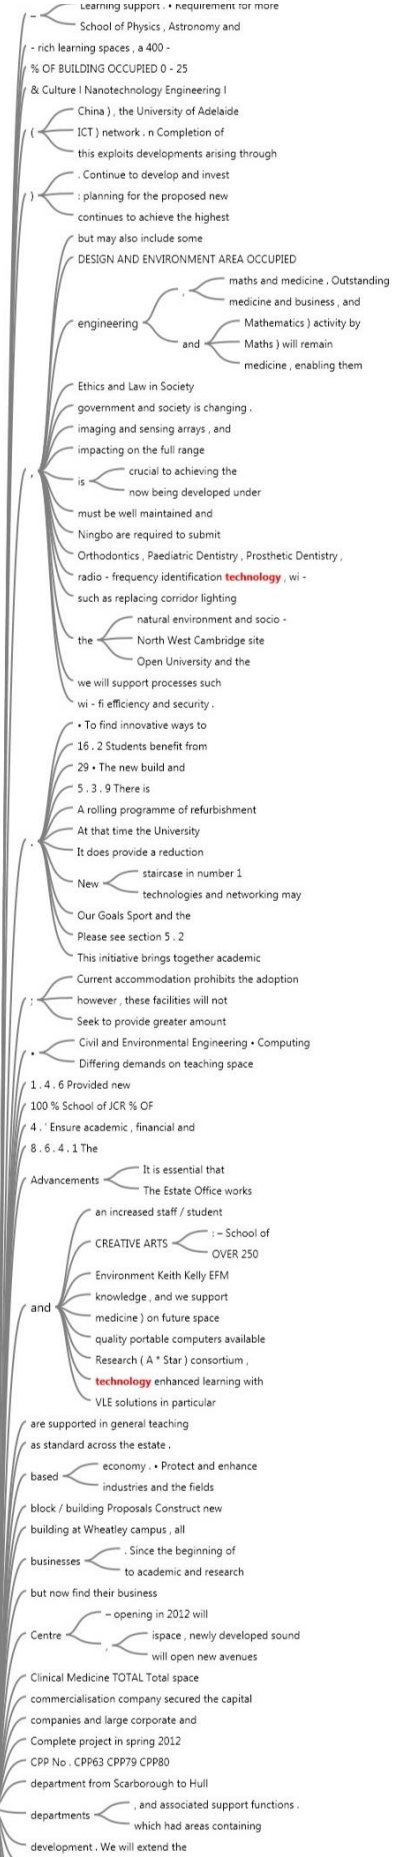 Learning support . • Requirement for more
–
School of Physics , Astronomy and
- rich learning spaces , a 400 -
% OF BUILDING OCCUPIED 0 - 25
& Culture l Nanotechnology Engineering l
China ) , the University of Adelaide
(
ICT ) network . n Completion of
this exploits developments arising through
. Continue to develop and invest
)
: planning for the proposed new
continues to achieve the highest
but may also include some
DESIGN AND ENVIRONMENT AREA OCCUPIED
maths and medicine . Outstanding
,
medicine and business , and
engineering
Mathematics ) activity by
and
Maths ) will remain
medicine , enabling them
Ethics and Law in Society
government and society is changing .
imaging and sensing arrays , and
impacting on the full range
,
crucial to achieving the
is
now being developed under
must be well maintained and
Ningbo are required to submit
Orthodontics , Paediatric Dentistry , Prosthetic Dentistry ,
radio - frequency identification technology , wi -
such as replacing corridor lighting
natural environment and socio -
the
North West Cambridge site
Open University and the
we will support processes such
wi - fi efficiency and security .
• To find innovative ways to
16 . 2 Students benefit from
29 • The new build and
5 . 3 . 9 There is
A rolling programme of refurbishment
At that time the University
.
It does provide a reduction
staircase in number 1
New
technologies and networking may
Our Goals Sport and the
Please see section 5 . 2
This initiative brings together academic
Current accommodation prohibits the adoption
:
however , these facilities will not
Seek to provide greater amount
Civil and Environmental Engineering • Computing
•
Differing demands on teaching space
1 . 4 . 6 Provided new
100 % School of JCR % OF
4 . ' Ensure academic , financial and
8 . 6 . 4 . 1 The
It is essential that
Advancements
The Estate Office works
an increased staff / student
: – School of
CREATIVE ARTS
OVER 250
Environment Keith Kelly EFM
knowledge , and we support
and
medicine ) on future space
quality portable computers available
Research ( A * Star ) consortium ,
technology enhanced learning with
VLE solutions in particular
are supported in general teaching
as standard across the estate .
economy . • Protect and enhance
based
industries and the fields
block / building Proposals Construct new
building at Wheatley campus , all
. Since the beginning of
businesses
to academic and research
but now find their business
– opening in 2012 will
Centre
ispace , newly developed sound
,
will open new avenues
Clinical Medicine TOTAL Total space
commercialisation company secured the capital
companies and large corporate and
Complete project in spring 2012
CPP No . CPP63 CPP79 CPP80
department from Scarborough to Hull
, and associated support functions .
departments
which had areas containing
development . We will extend the